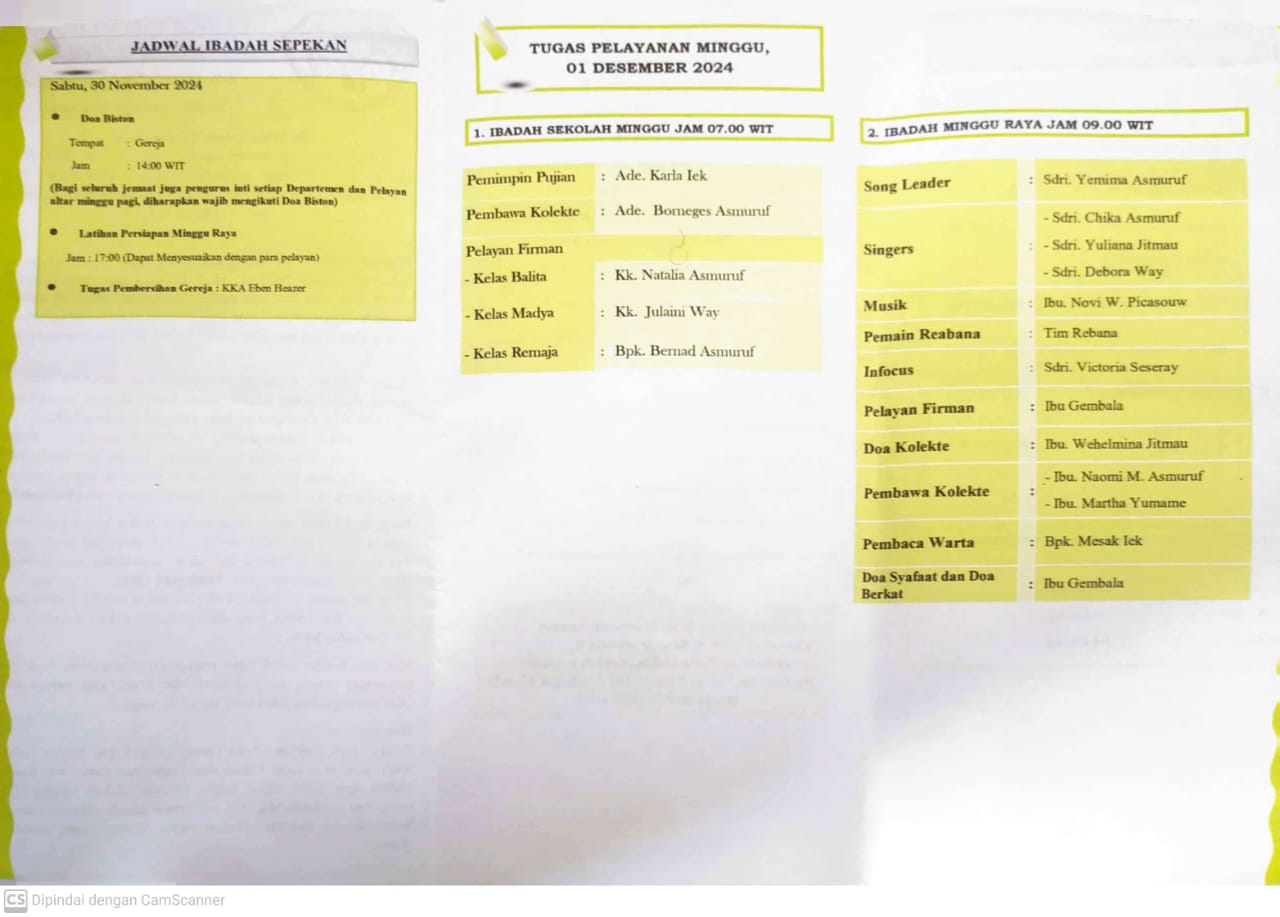 JADWAL IBADAH SEPEKAN
Sabtu, 30 November 2024
● Doa Biston
Tempat : Gereja
Jam : 14:00 WIT
(Bagi seluruh jemaat juga pengurus inti setiap Departemen dan Pelayan
altar minggu pagi, diharapkan wajib mengikuti Doa Biston)
● Latihan Persiapan Minggu Raya
Jam : 17:00 (Dapat Menyesuaikan dengan para pelayan)
● Tugas Pembersihan Gereja : KKA Eben Heazer
TUGAS PELAYANAN MINGGU,
01 DESEMBER 2024
1. IBADAH SEKOLAH MINGGU JAM 07.00 WIT
Pemimpin Pujian : Ade. Karla Iek
Pembawa Kolekte : Ade. Borneges Asmuruf
Pelayan Firman
- Kelas Balita : Kk. Natalia Asmuruf
- Kelas Madya : Kk. Julaini Way
- Kelas Remaja : Bpk. Bernad Asmuruf
2. IBADAH MINGGU RAYA JAM 09.00 WIT
Song Leader : Sdri. Yemima Asmuruf
Singers : - Sdri. Chika Asmuruf
- Sdri. Yuliana Jitmau
- Sdri. Debora Way
Musik : Ibu. Novi W. Picasouw
Pemain Reabana : Tim Rebana
Infocus : Sdri. Victoria Seseray
Pelayan Firman : Ibu Gembala
Doa Kolekte : Ibu. Wehelmina Jitmau
Pembawa Kolekte : - Ibu. Naomi M. Asmuruf
- Ibu. Martha Yumame
Pembaca Warta : Bpk. Mesak Iek
Doa Syafaat dan Doa
Berkat : Ibu Gembala
CS Dipindai dengan CamScanner